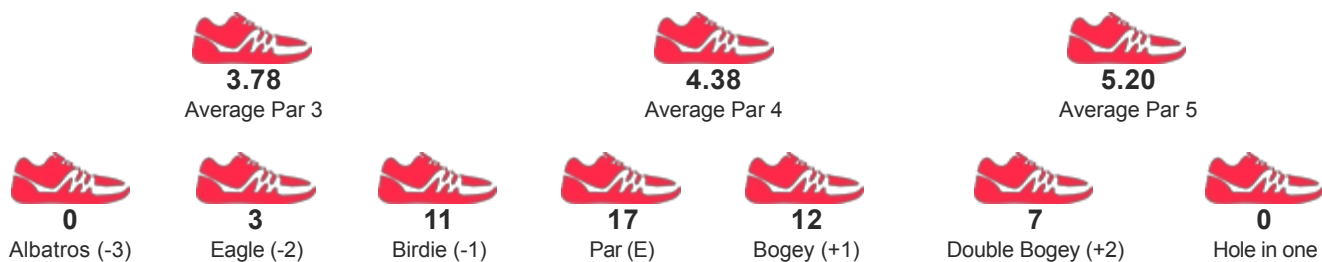 3.78
Average Par 3
4.38
Average Par 4
5.20
Average Par 5
0
Albatros (-3)
3
Eagle (-2)
11
Birdie (-1)
17
Par (E)
12
Bogey (+1)
7
Double Bogey (+2)
0
Hole in one